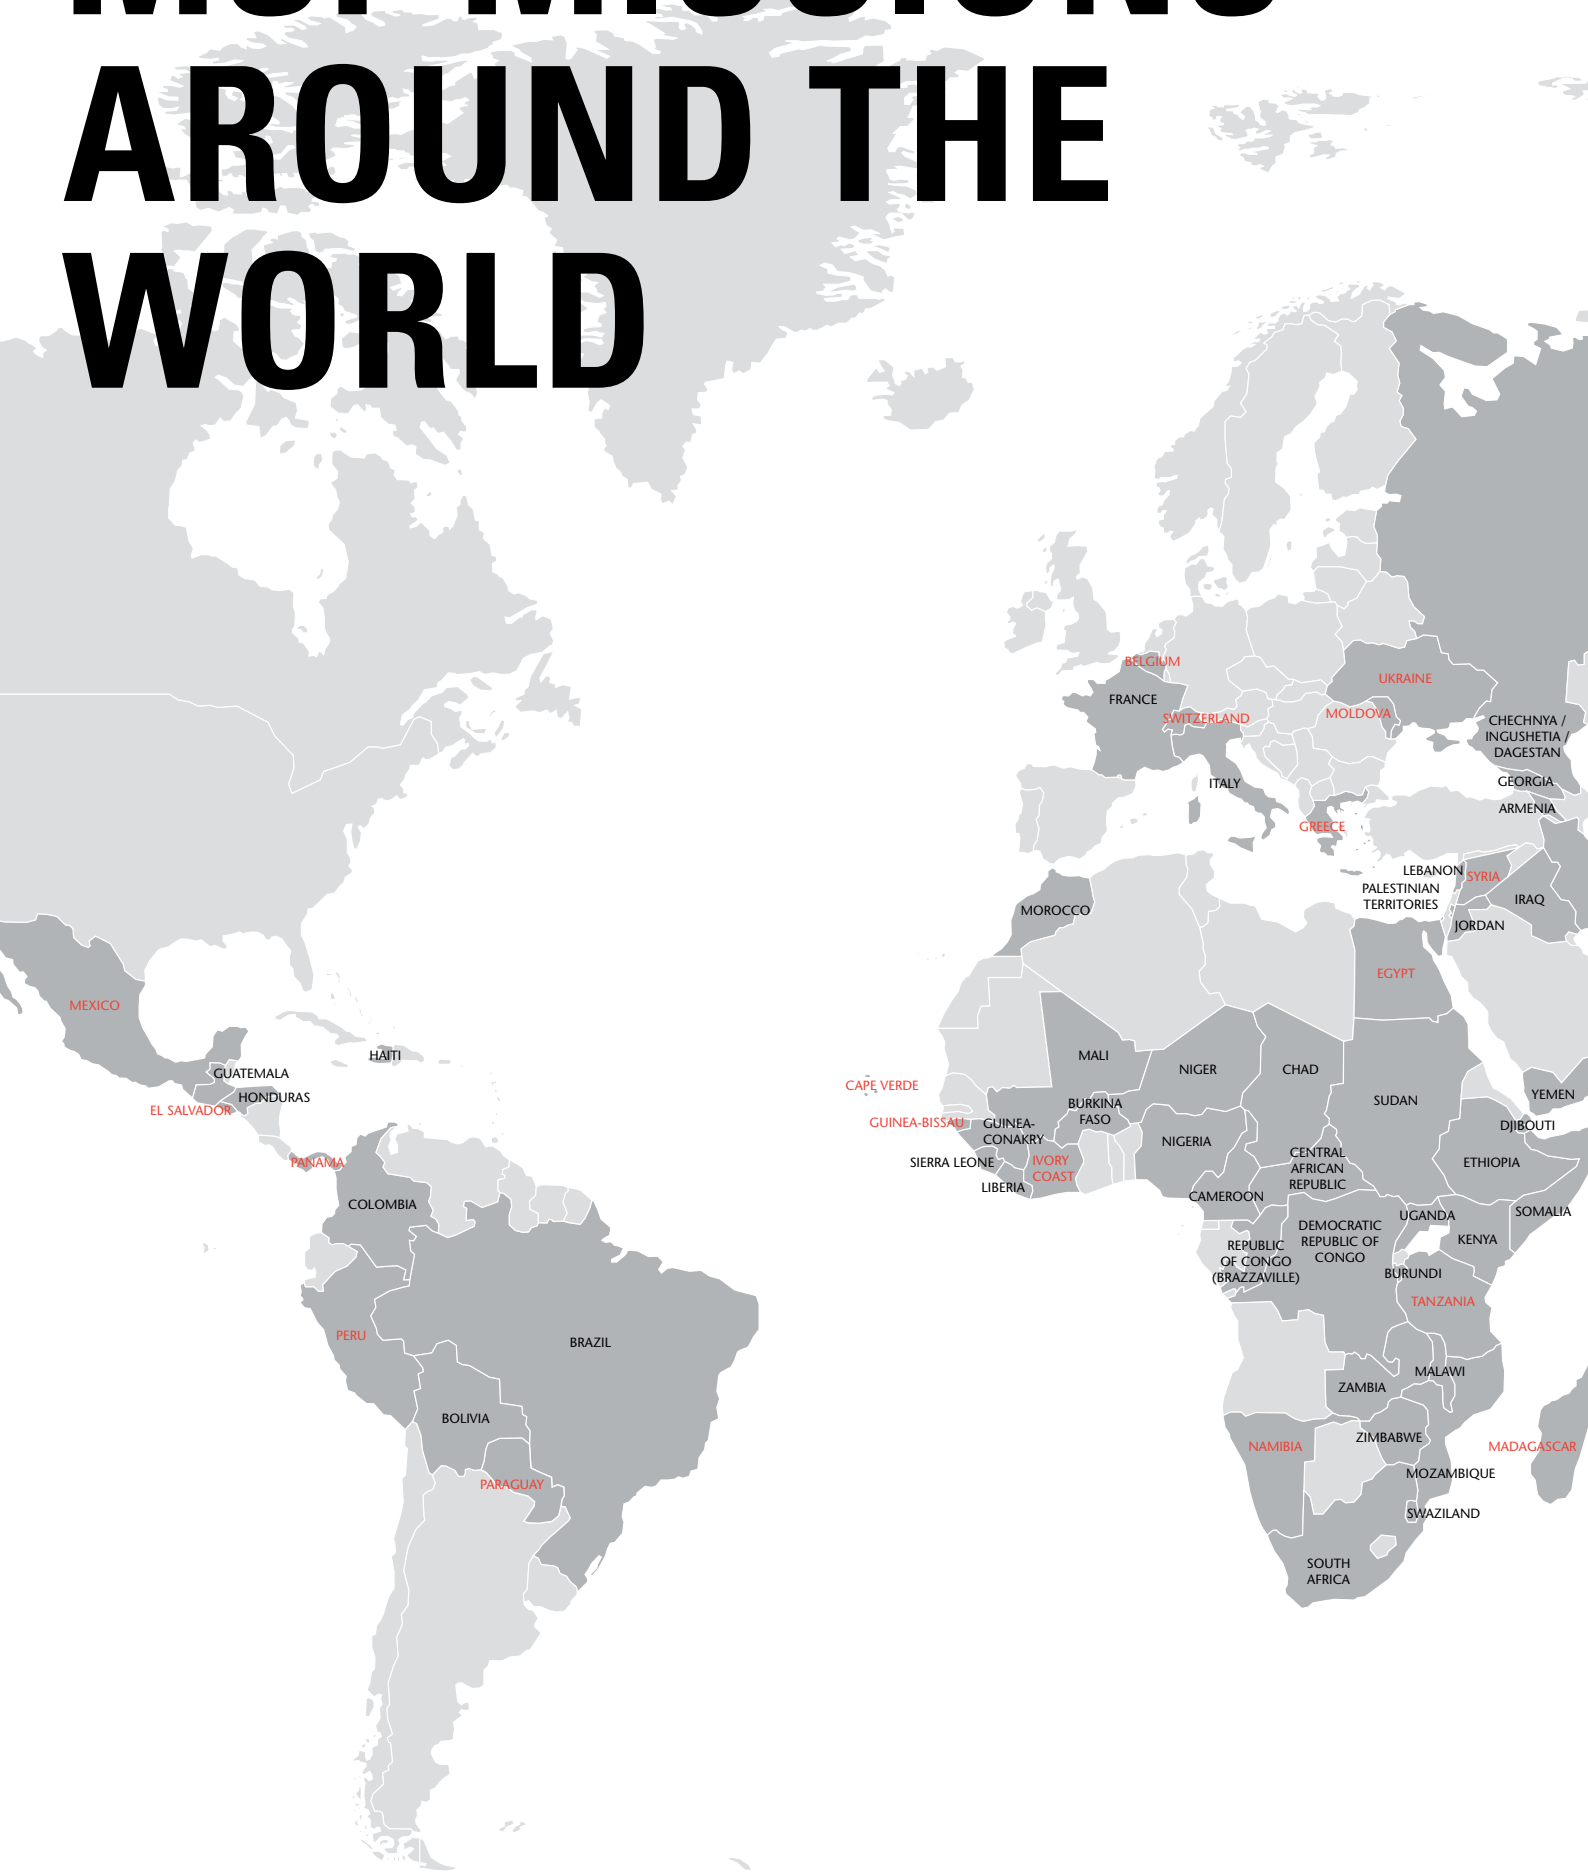 AROUND THE
WORLD
BELGIUM
UKRAINE
FRANCE
SWITZERLAND
MOLDOVA
CHECHNYA /
INGUSHETIA /
DAGESTAN
ITALY
GEORGIA
ARMENIA
GREECE
LEBANON
SYRIA
PALESTINIAN
TERRITORIES
IRAQ
MOROCCO
JORDAN
EGYPT
MEXICO
HAITI
GUATEMALA
HONDURAS
EL SALVADOR
PANAMA
COLOMBIA
PERU
BRAZIL
BOLIVIA
PARAGUAY
MALI
NIGER
CHAD
SUDAN
YEMEN
CAPE VERDE
BURKINA
FASO
GUINEA-BISSAU
GUINEA-
CONAKRY
DJIBOUTI
NIGERIA
SIERRA LEONE
IVORY
COAST
CENTRAL
AFRICAN
REPUBLIC
ETHIOPIA
LIBERIA
CAMEROON
UGANDA
SOMALIA
DEMOCRATIC
REPUBLIC OF
CONGO
KENYA
REPUBLIC
OF CONGO
(BRAZZAVILLE)
BURUNDI
TANZANIA
MALAWI
ZAMBIA
ZIMBABWE
NAMIBIA
MADAGASCAR
MOZAMBIQUE
SWAZILAND
SOUTH
AFRICA